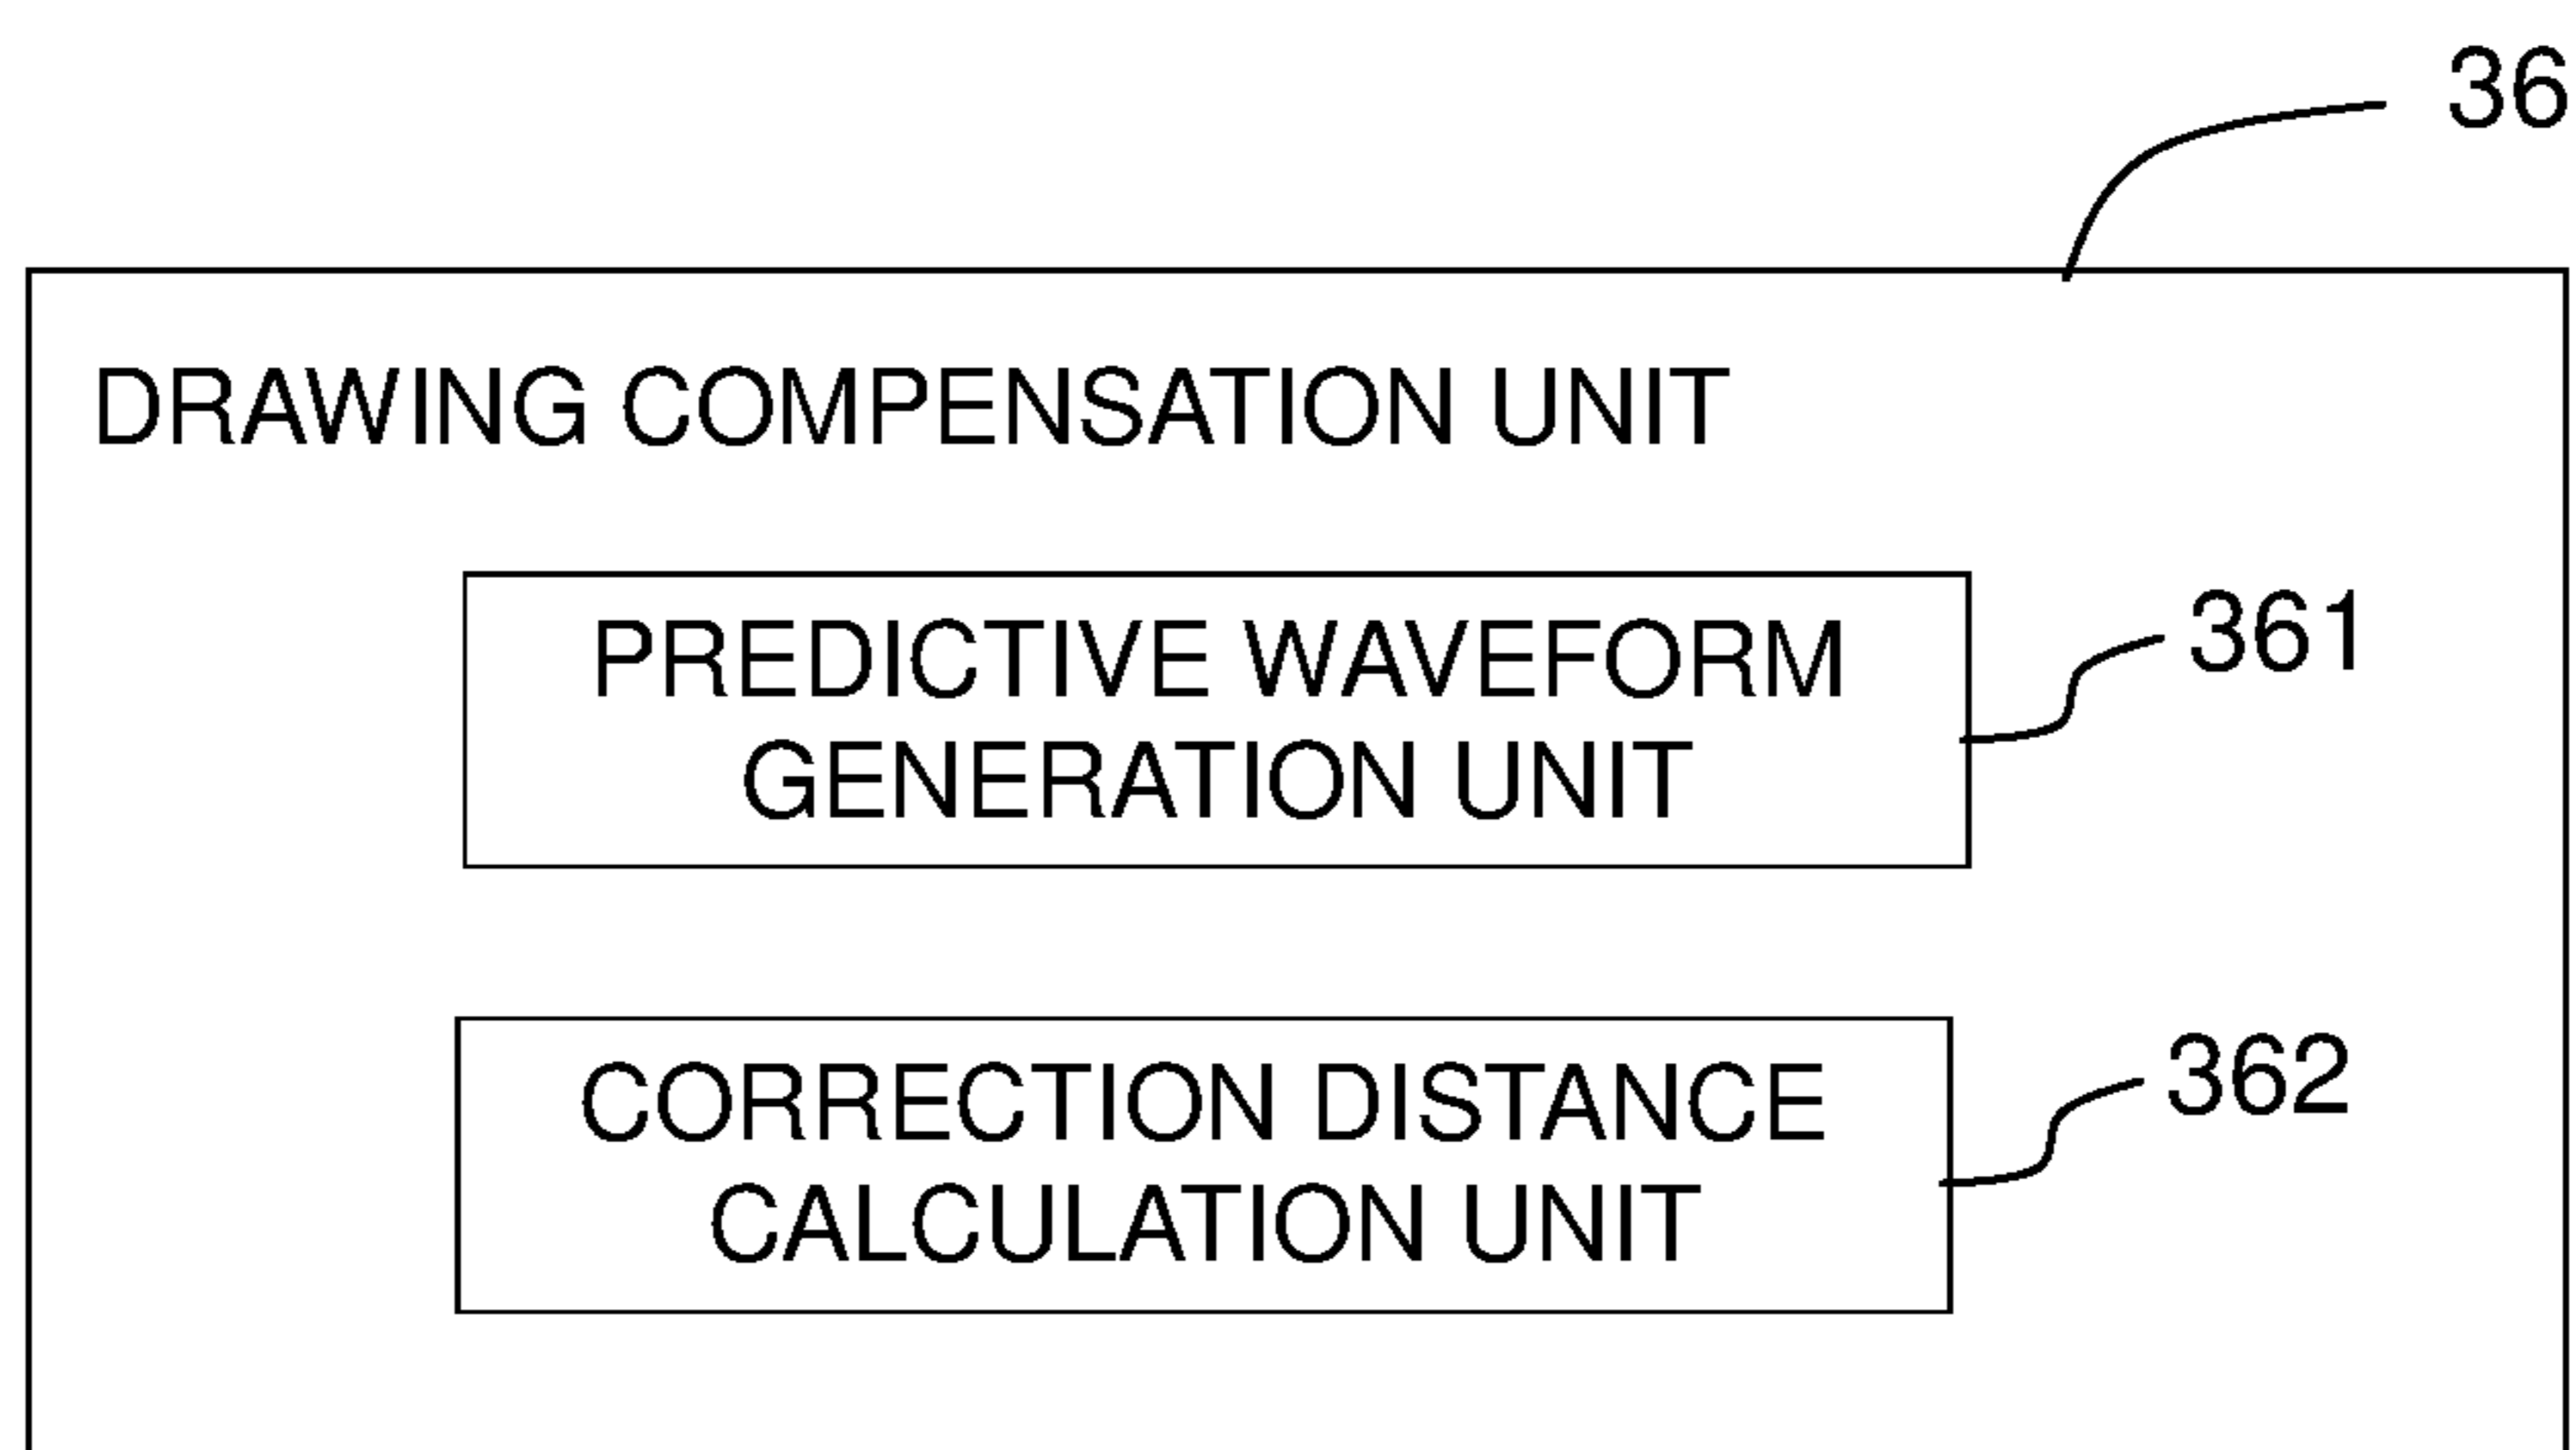 36
DRAWING COMPENSATION UNIT
PREDICTIVE WAVEFORM
GENERATION UNIT
361
CORRECTION DISTANCE
CALCULATION UNIT
362